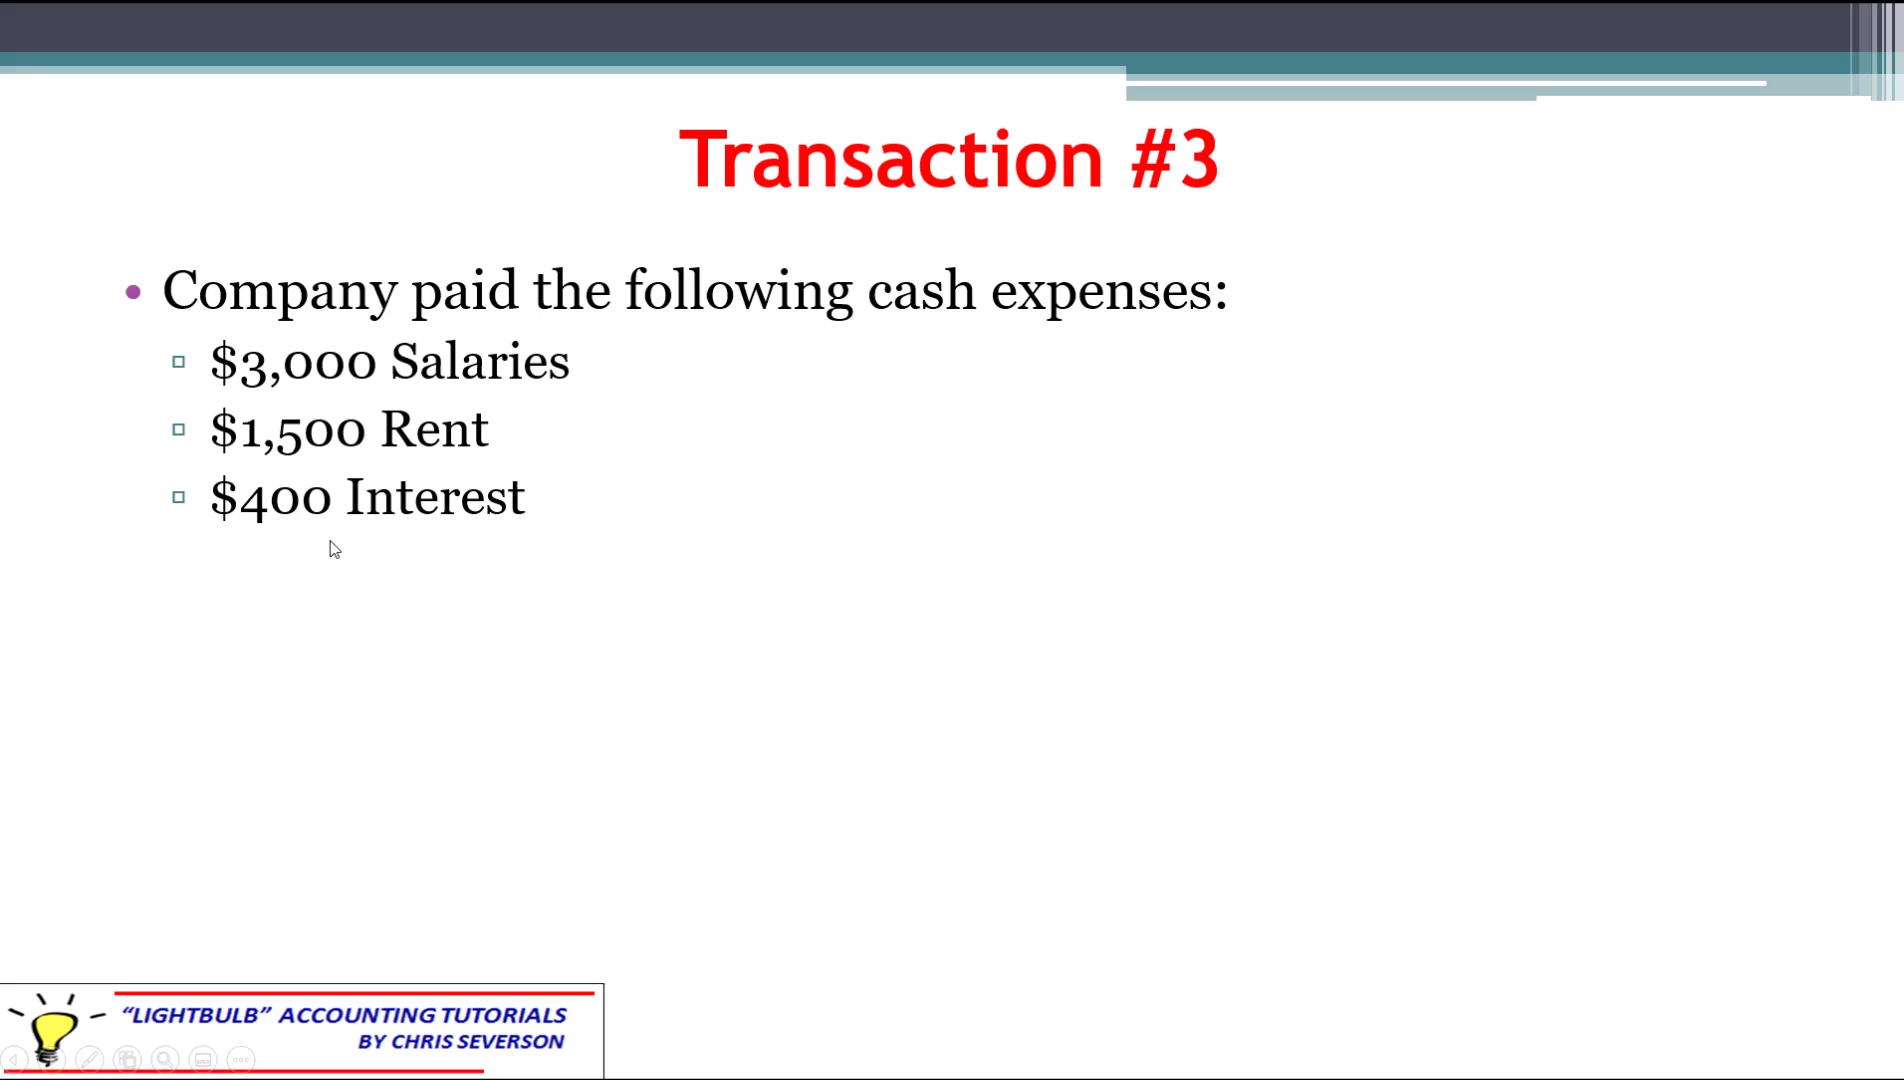 Transaction #3
• Company paid the following cash expenses:
▫ $3,000 Salaries
▫ $1,500 Rent
▫ $400 Interest
“LIGHTBULB” ACCOUNTING TUTORIALS
BY CHRIS SEVERSON